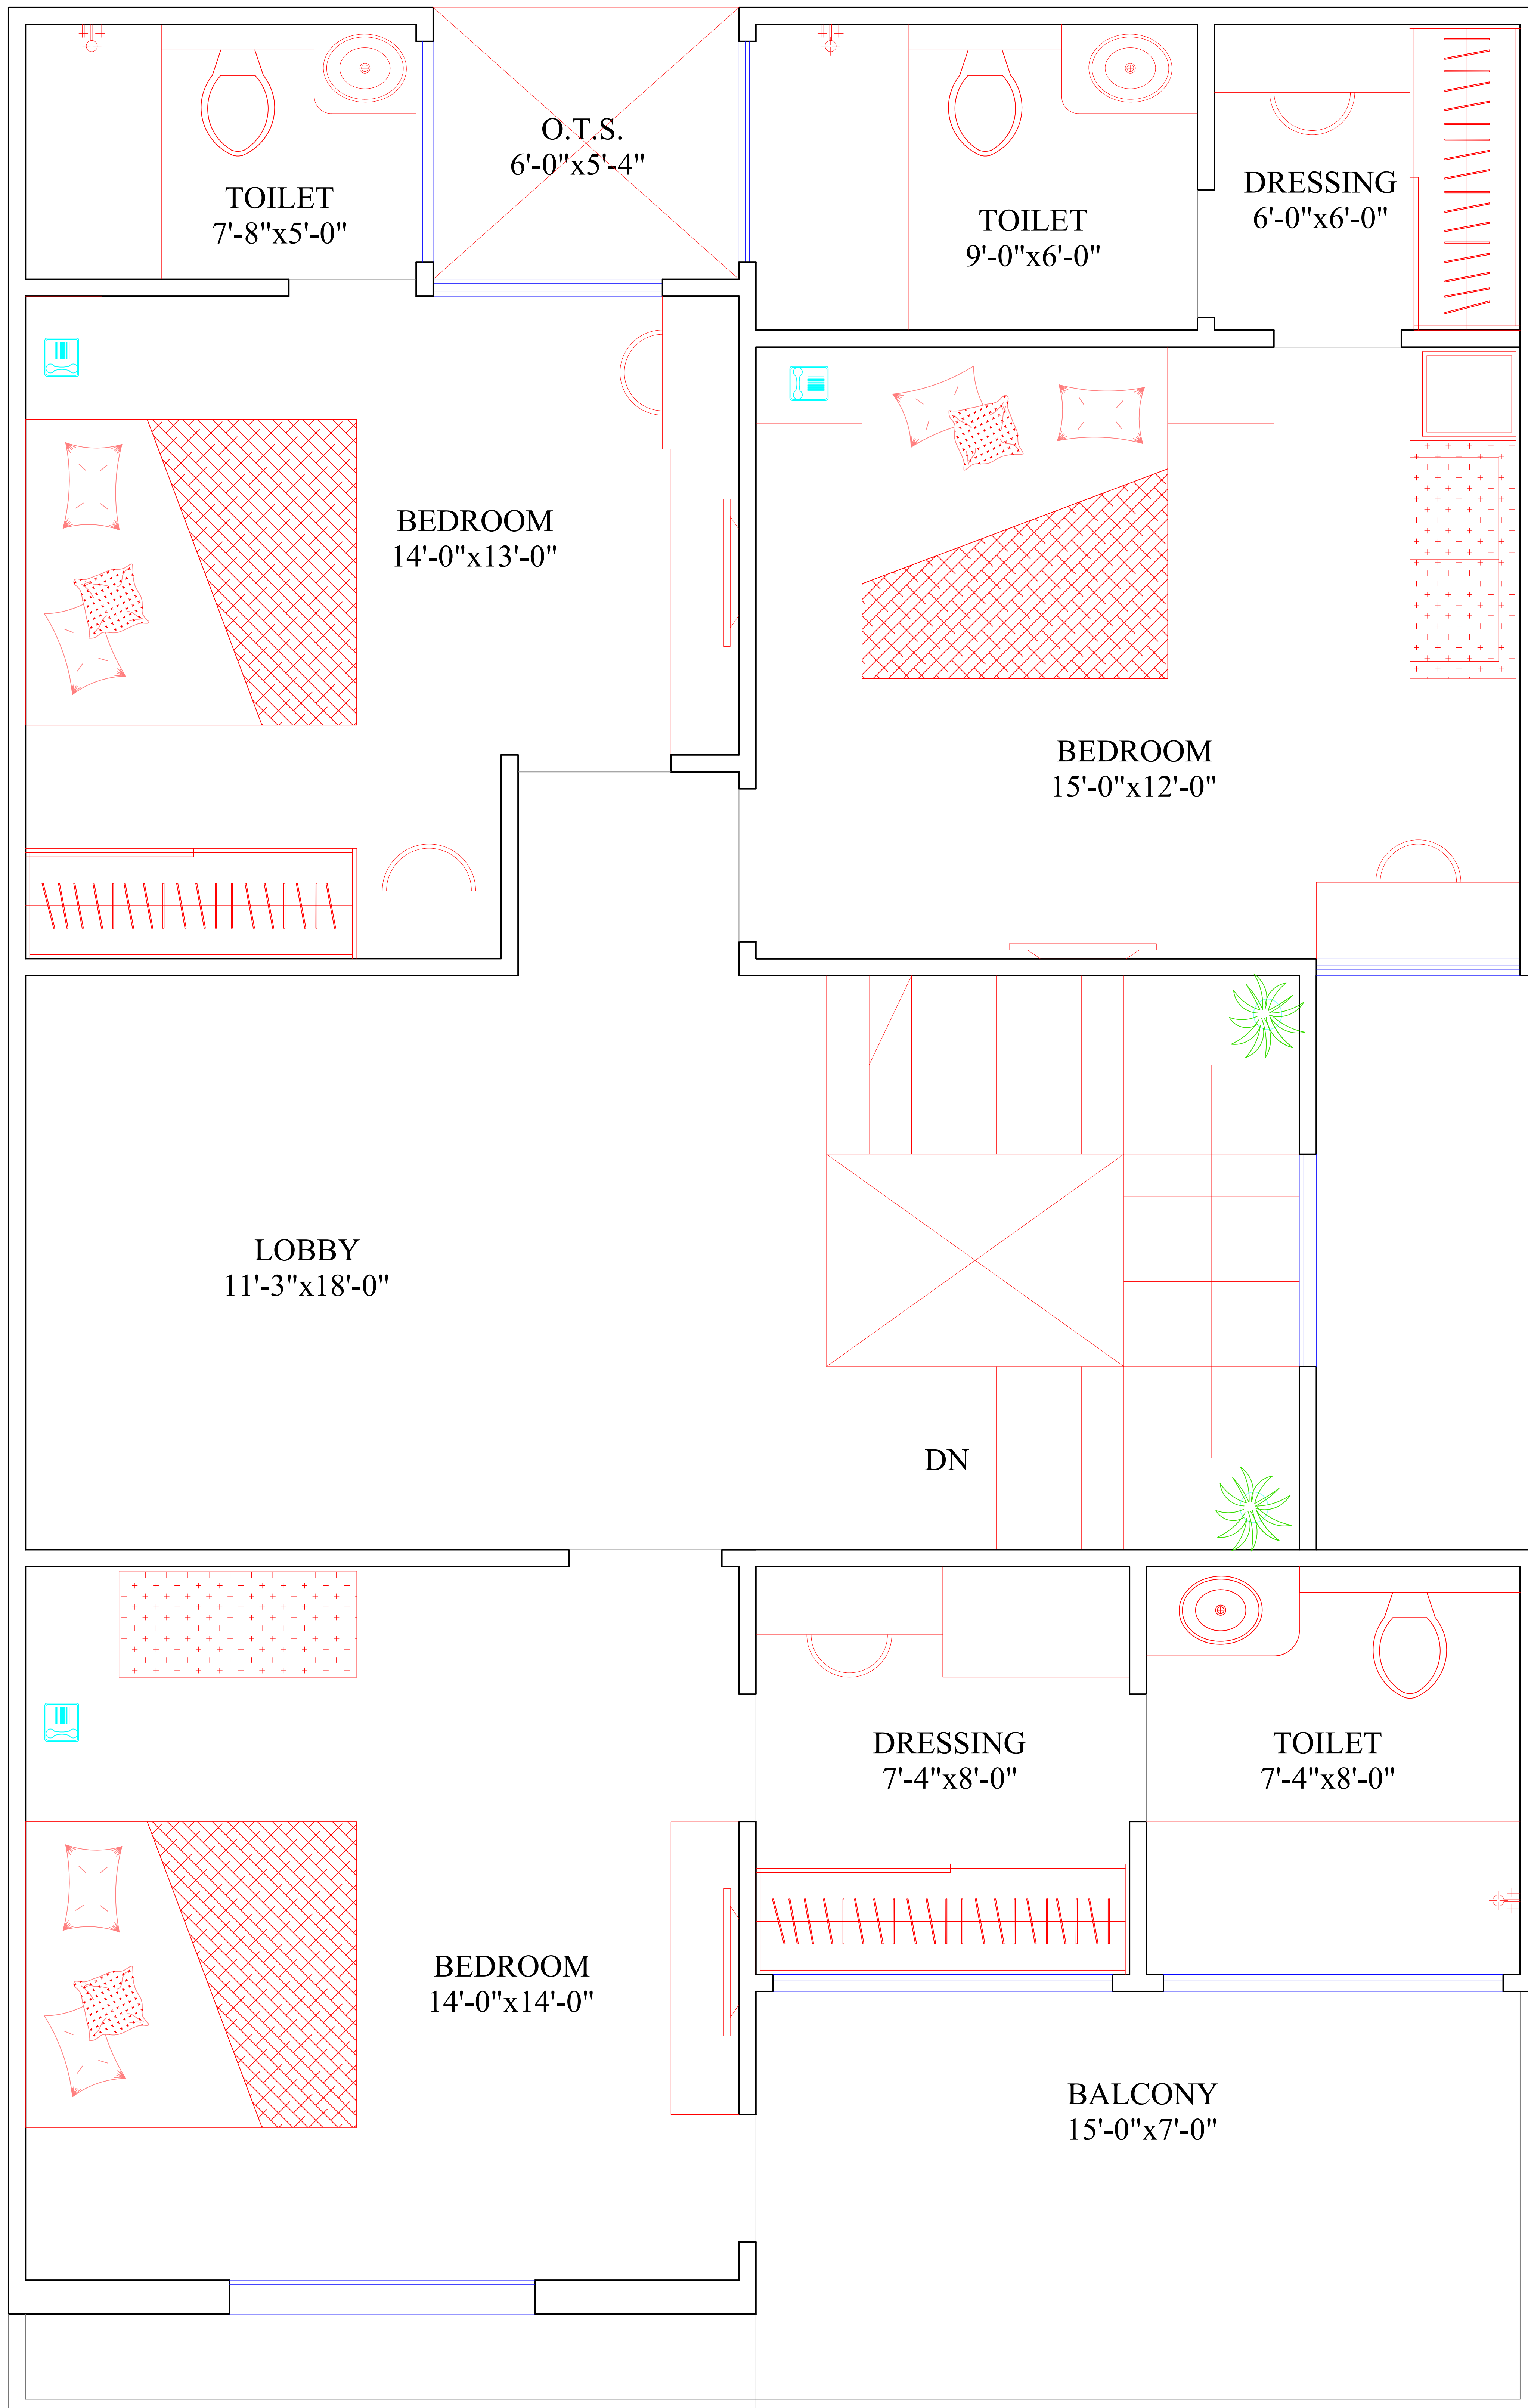 O.T.S.
6'-0"x5'-4"
TOILET
7'-8"x5'-0"
TOILET
9'-0"x6'-0"
DRESSING
6'-0"x6'-0"
BEDROOM
14'-0"x13'-0"
BEDROOM
15'-0"x12'-0"
LOBBY
11'-3"x18'-0"
DN
DRESSING
7'-4"x8'-0"
TOILET
7'-4"x8'-0"
BEDROOM
14'-0"x14'-0"
BALCONY
15'-0"x7'-0"